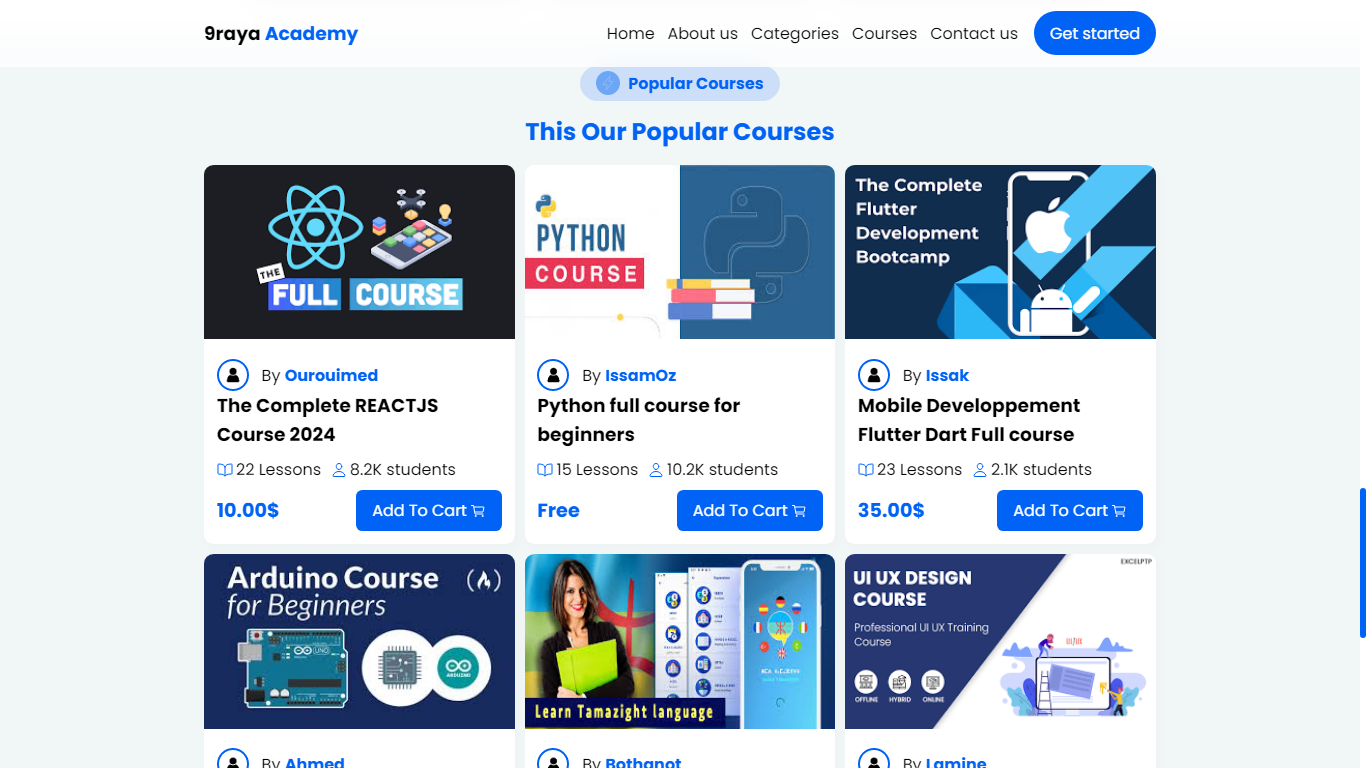 9raya Academy
Home About us Categories Courses Contact us Get started
Popular Courses
This Our Popular Courses
THE
FULL COURSE
PYTHON
COURSE
The Complete
Flutter
Development
Bootcamp
By Ourouimed
The Complete REACTJS
Course 2024
22 Lessons 8.2K students
10.00$ Add To Cart
By IssamOz
Python full course for
beginners
15 Lessons 10.2K students
Free Add To Cart
By Issak
Mobile Developpement
Flutter Dart Full course
23 Lessons 2.1K students
35.00$ Add To Cart
Arduino Course
for Beginners
UNO
ARDUINO
Learn Tamazight language
EXCELPTP
UI UX DESIGN
COURSE
Professional UI UX Training
Course
UI/UX
OFFLINE HYBRID ONLINE
By Ahmed
By Bothanot
By Lamine